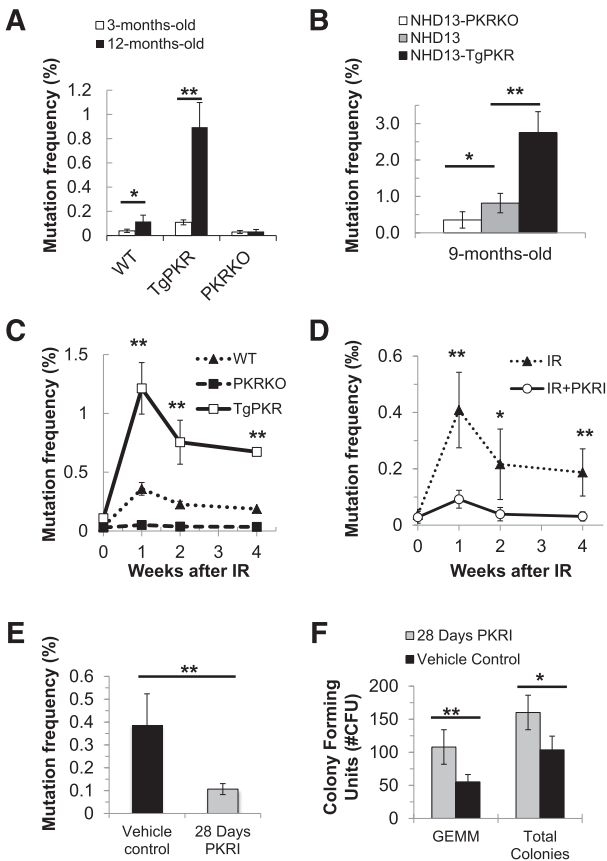 A
3-months-old
12-months-old
Mutation frequency (%)
1.2
1
0.8
0.6
0.4
0.2
0
*
**
WT
TgPKR
PKRKO
B
NHD13-PKRKO
NHD13
NHD13-TgPKR
Mutation frequency (%)
3.0
2.0
1.0
0.0
*
**
9-months-old
C
Mutation frequency (%)
1.5
1
0.5
0
**
**
**
WT
PKRKO
TgPKR
0 1 2 3 4
Weeks after IR
D
Mutation frequency (‰)
0.6
0.4
0.2
0
**
*
**
IR
IR+PKRI
0 1 2 3 4
Weeks after IR
E
Mutation frequency (%)
0.6
0.5
0.4
0.3
0.2
0.1
0
**
Vehicle
control
28 Days
PKRI
F
28 Days PKRI
Vehicle Control
Colony Forming
Units (#CFU)
200
150
100
50
0
**
*
GEMM
Total
Colonies